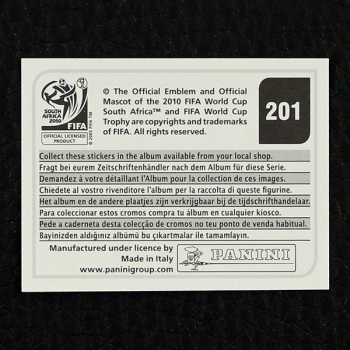 © The Official Emblem and Official
Mascot of the 2010 FIFA World Cup
South Africa™ and FIFA World Cup
Trophy are copyrights and trademarks
of FIFA. All rights reserved.
201
SOUTH AFRICA
2010
FIFA
OFFICIAL LICENSED
PRODUCT
© 2005 FIFA TM
Collect these stickers in the album available from your local shop.
Fragt bei eurem Zeitschriftenhändler nach dem Album für diese Serie.
Demandez à votre détaillant l'Album pour la collection de ces images.
Chiedete al vostro rivenditore l'album per la raccolta di queste figurine.
Het album en de andere plaatjes zijn verkrijgbaar bij de tijdschrifthandelaar.
Para coleccionar estos cromos compra tu álbum en cualquier kiosco.
Pede a caderneta desta colecção de cromos no teu ponto de venda habitual.
Bayinizden aldığınız albümü bu çıkartmalar ile tamamlayın.
Manufactured under licence by
Made in Italy
www.paninigroup.com
PANINI